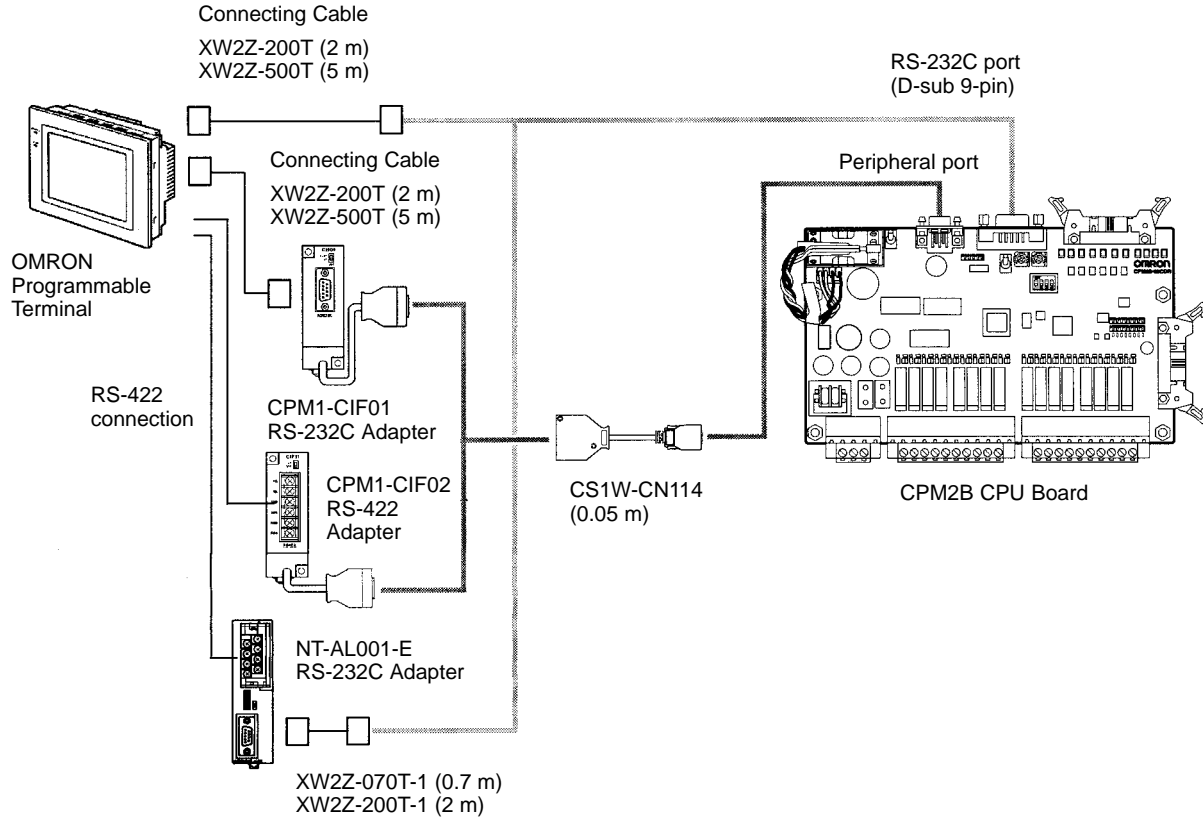 Connecting Cable
XW2Z-200T (2 m)
XW2Z-500T (5 m)
RS-232C port
(D-sub 9-pin)
Connecting Cable
XW2Z-200T (2 m)
XW2Z-500T (5 m)
Peripheral port
OMRON
Programmable
Terminal
OMRON
RS-422
connection
CPM1-CIF01
RS-232C Adapter
CPM1-CIF02
RS-422
Adapter
CS1W-CN114
(0.05 m)
CPM2B CPU Board
NT-AL001-E
RS-232C Adapter
XW2Z-070T-1 (0.7 m)
XW2Z-200T-1 (2 m)